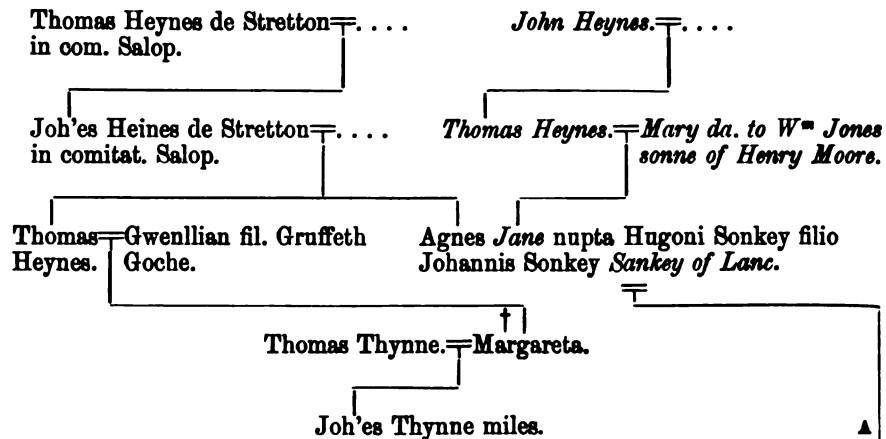 Thomas Heynes de Stretton=.... John Heynes.=....
in com. Salop.
Joh'es Heines de Stretton=.... Thomas Heynes.=Mary da. to Wm Jones
in comitat. Salop. sonne of Henry Moore.
Thomas=Gwenllian fil. Gruffeth Agnes Jane nupta Hugoni Sonkey filio
Heynes. Goche. Johannis Sonkey Sankey of Lanc.
=
†
Thomas Thynne.=Margareta.
Joh'es Thynne miles.
▲